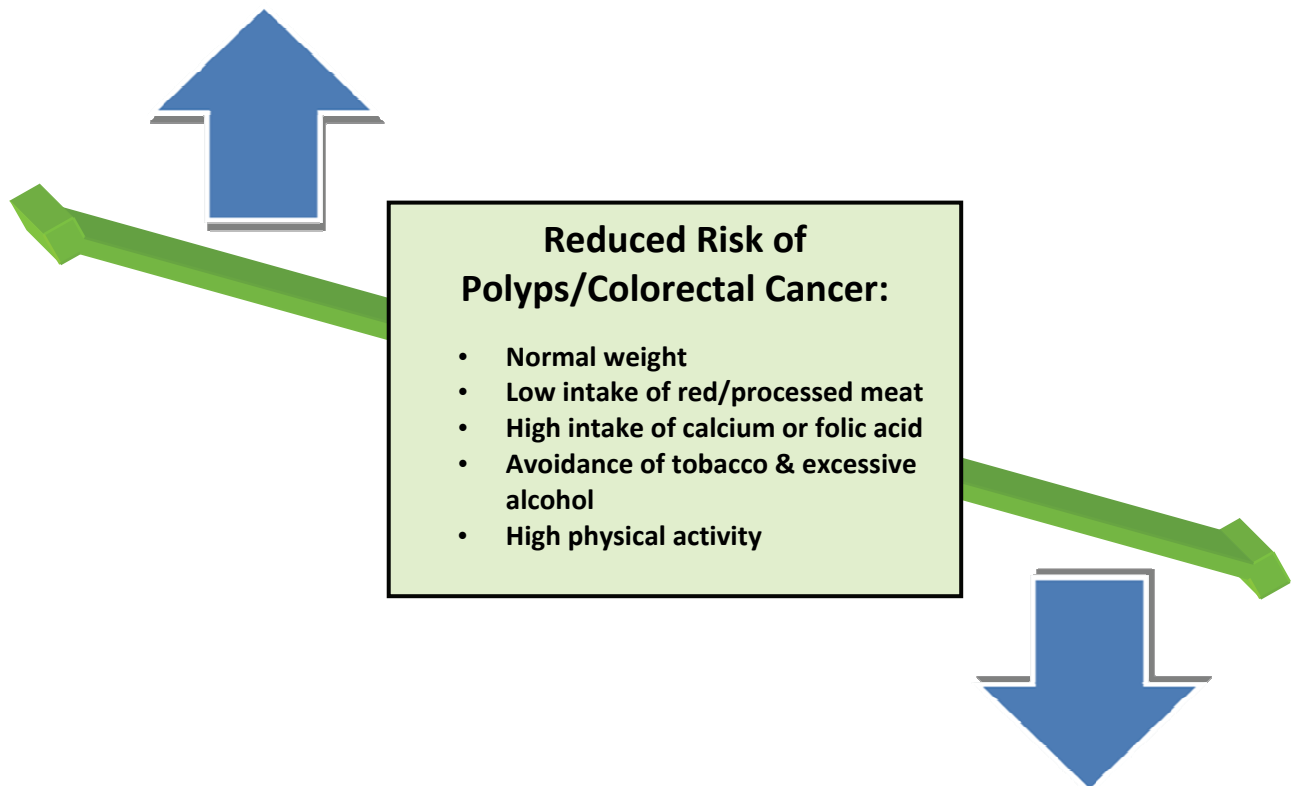 Reduced Risk of
Polyps/Colorectal Cancer:
• Normal weight
• Low intake of red/processed meat
• High intake of calcium or folic acid
• Avoidance of tobacco & excessive
alcohol
• High physical activity